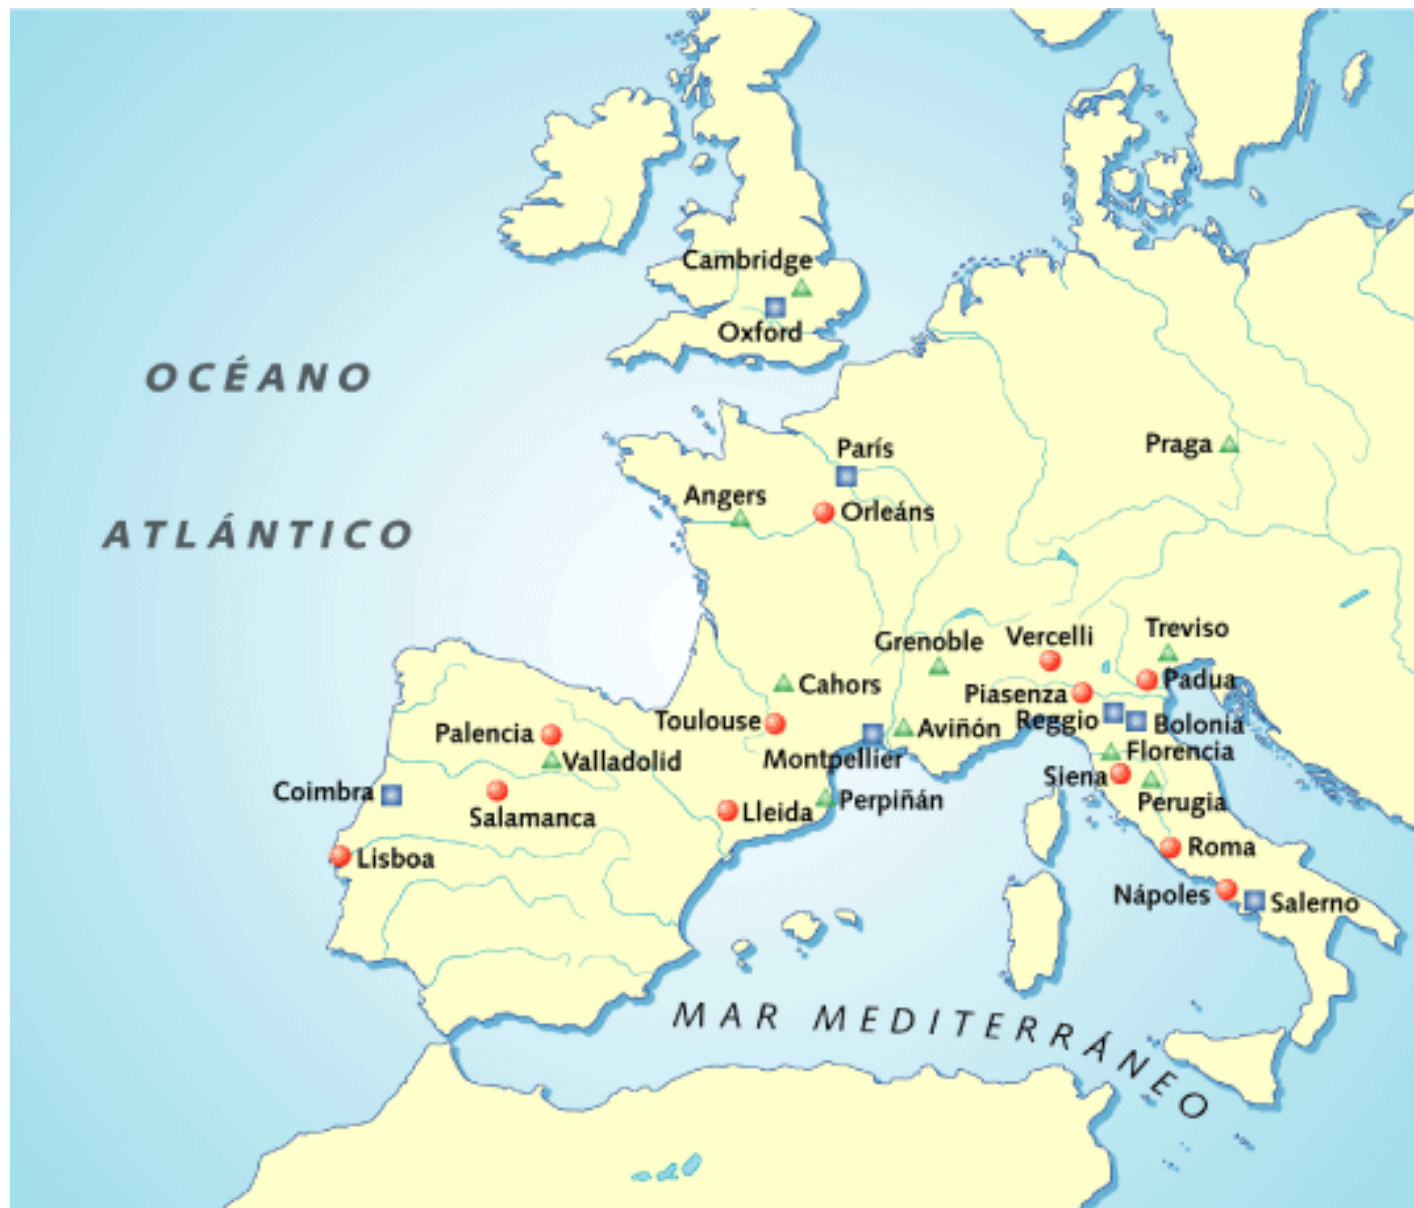 Cambridge
Oxford
OCÉANO
París
Praga
Angers
Orleáns
ATLÁNTICO
Treviso
Vercelli
Grenoble
Padua
Cahors
Piasenza
Toulouse
Reggio
Bolonia
Palencia
Aviñón
Florencia
Montpellier
Valladolid
Siena
Coimbra
Perpiñán
Perugia
Lleida
Salamanca
Roma
Lisboa
Nápoles
Salerno
MAR MEDITERRÁNEO